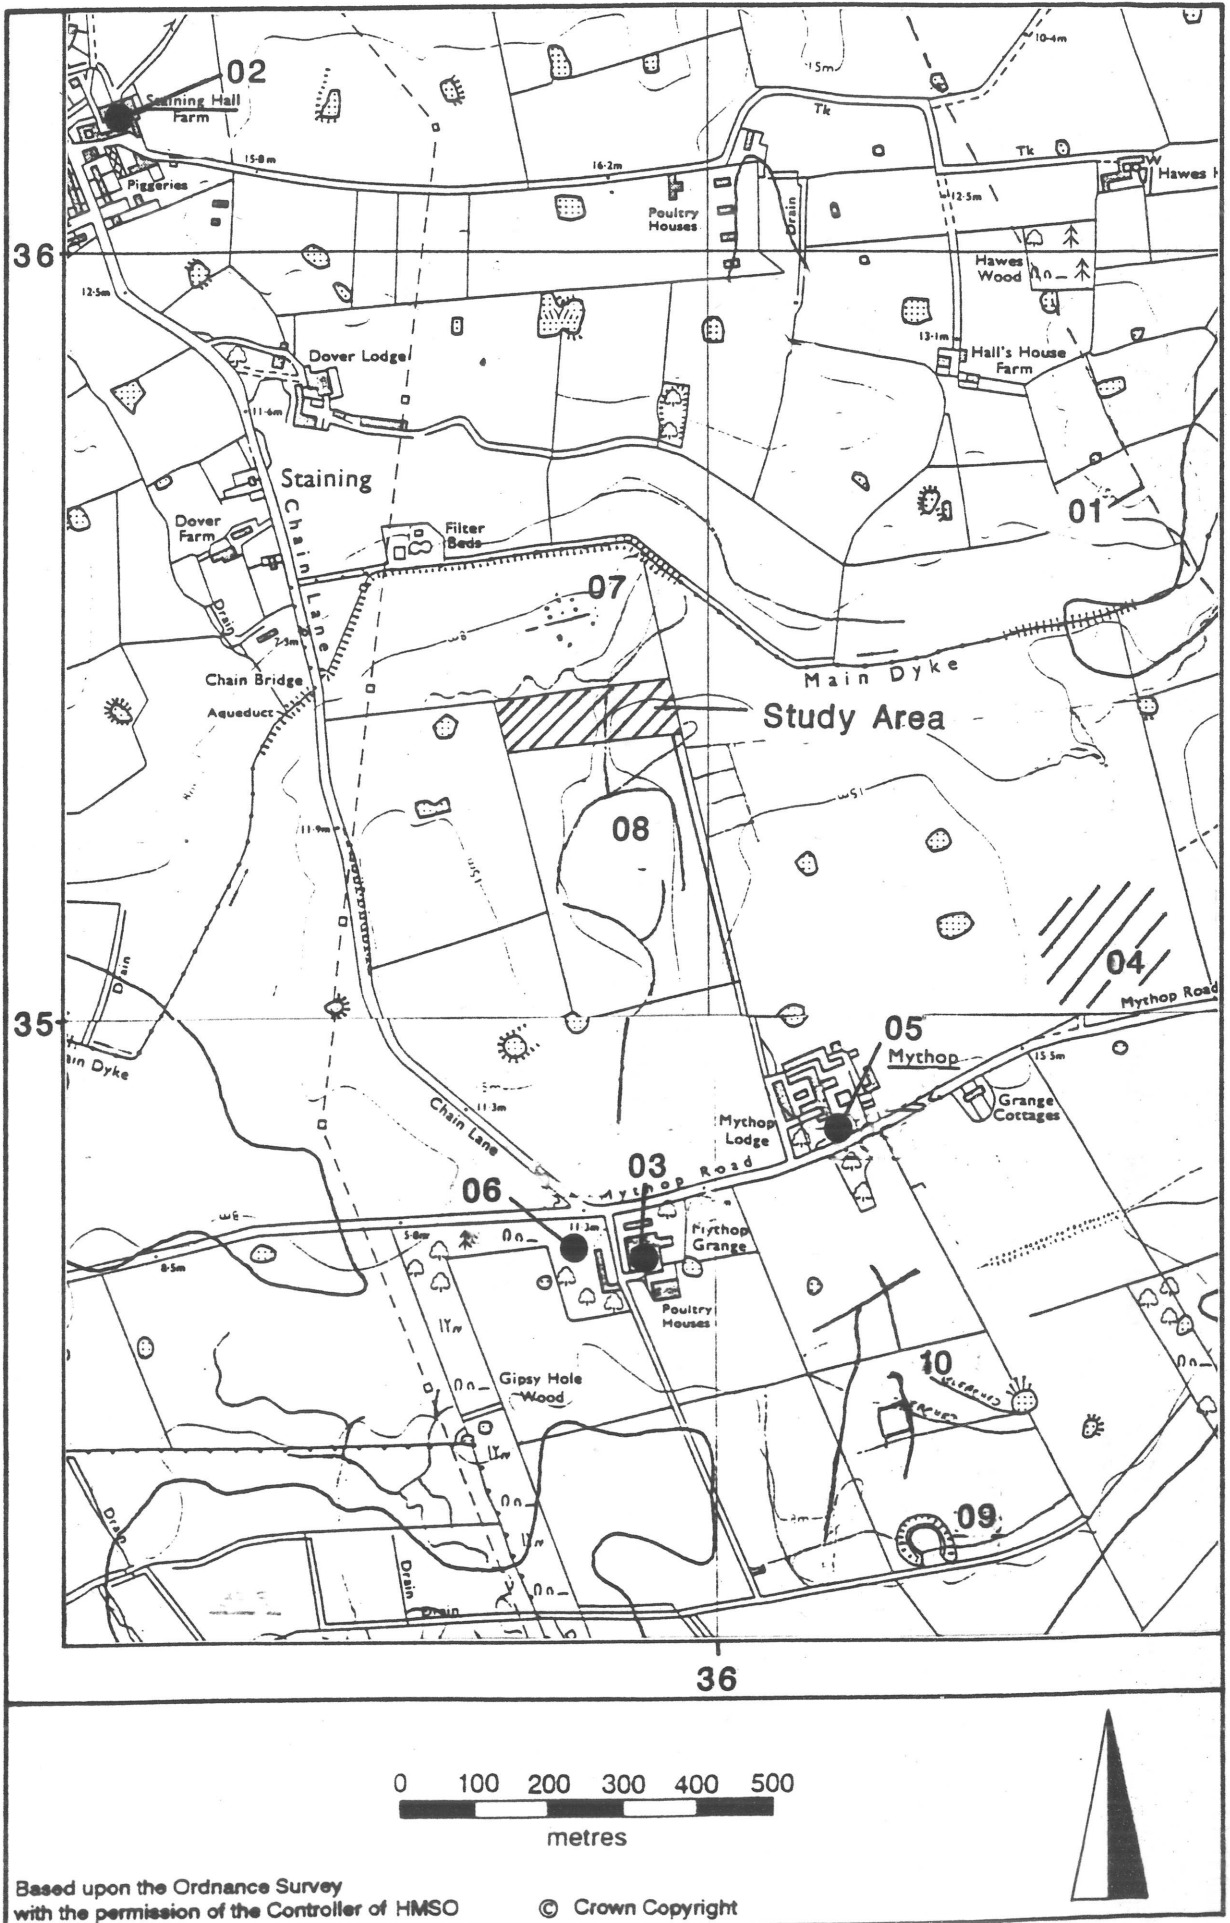 10·4m
15m
02
Staining Hall
Farm
Tk
15·8m
16·2m
Tk
W
Hawes H
Piggeries
Poultry
Houses
Drain
12·5m
36
Hawes
Wood
12·5m
13·1m
Dover Lodge
Hall's House
Farm
11·6m
Staining
Chain Lane
01
Dover
Farm
Filter
Beds
07
Drain
7·5m
8m
Chain Bridge
Main Dyke
Aqueduct
Study Area
15m
11·9m
08
15m
04
Drain
Mythop Road
35
05
Mythop
15·5m
ain Dyke
Grange
Cottages
11·3m
Chain Lane
Mythop
Lodge
03
Mythop Road
06
8m
11·3m
5·8m
Mythop
Grange
8·5m
Poultry
Houses
10
Gipsy Hole
Wood
Drain
09
Drain
Drain
36
0 100 200 300 400 500
metres
Based upon the Ordnance Survey
with the permission of the Controller of HMSO © Crown Copyright